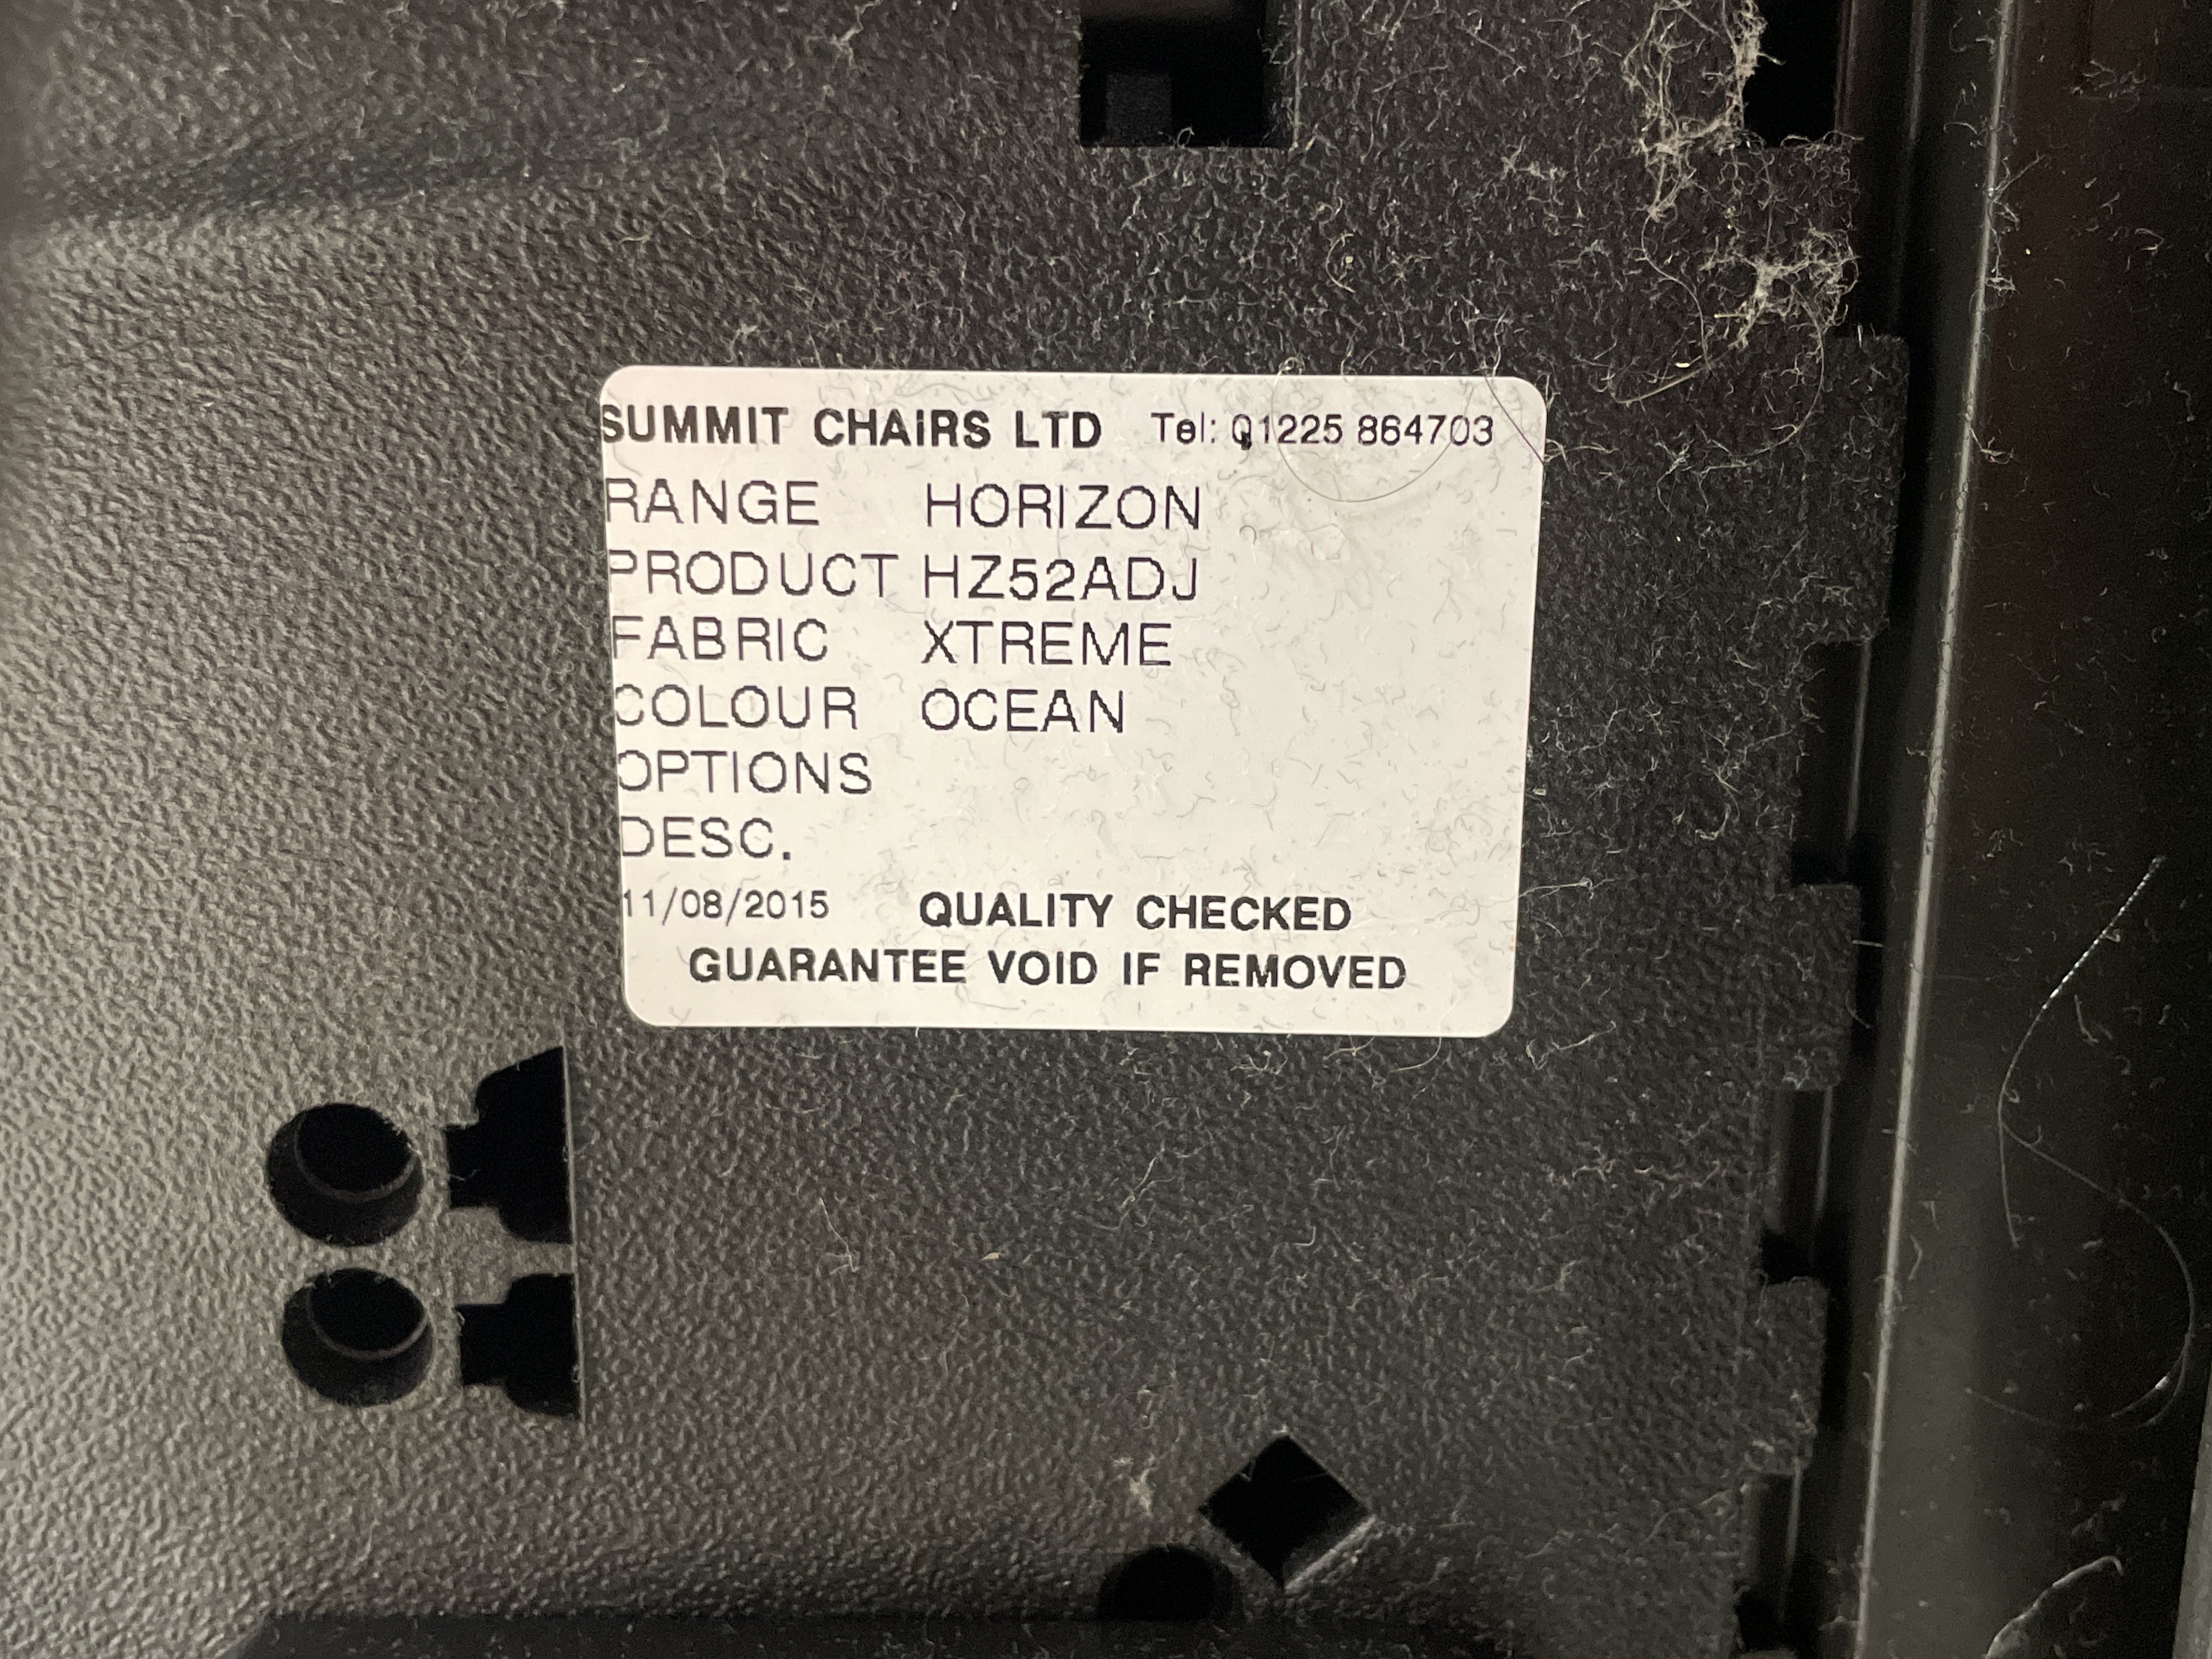 SUMMIT CHAiRS LTD Tel: 01225 864703
RANGE HORIZON
PRODUCT HZ52ADJ
FABRIC XTREME
COLOUR OCEAN
OPTIONS
DESC.
11/08/2015 QUALITY CHECKED
GUARANTEE VOID IF REMOVED